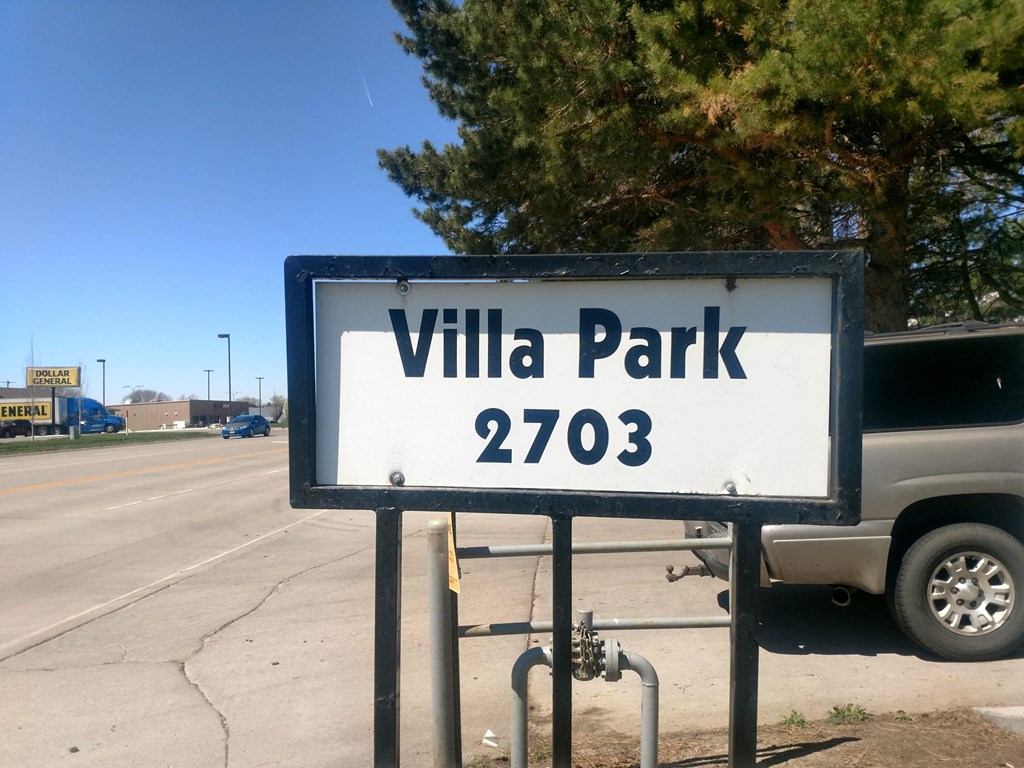 Villa Park
2703
DOLLAR
GENERAL
ENERAL